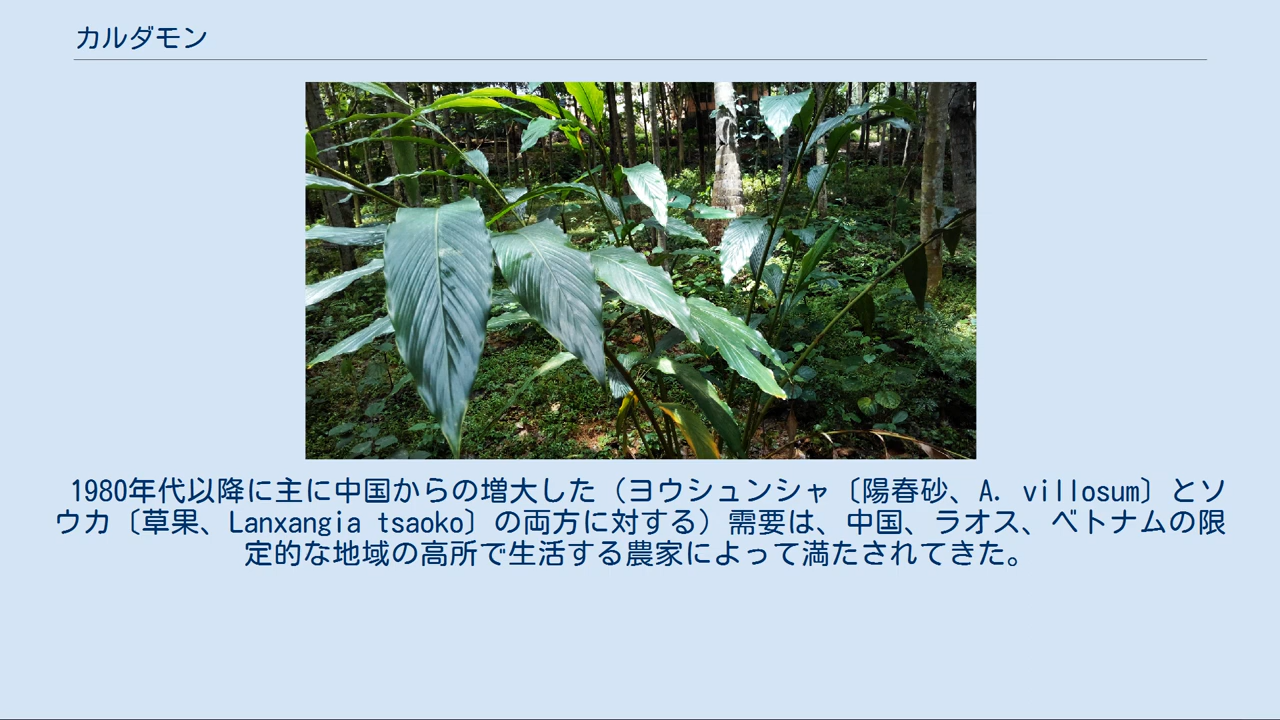 カルダモン
1980年代以降に主に中国からの増大した（ヨウシュンシャ〔陽春砂、A. villosum〕とソ
ウカ〔草果、Lanxangia tsaoko〕の両方に対する）需要は、中国、ラオス、ベトナムの限
定的な地域の高所で生活する農家によって満たされてきた。